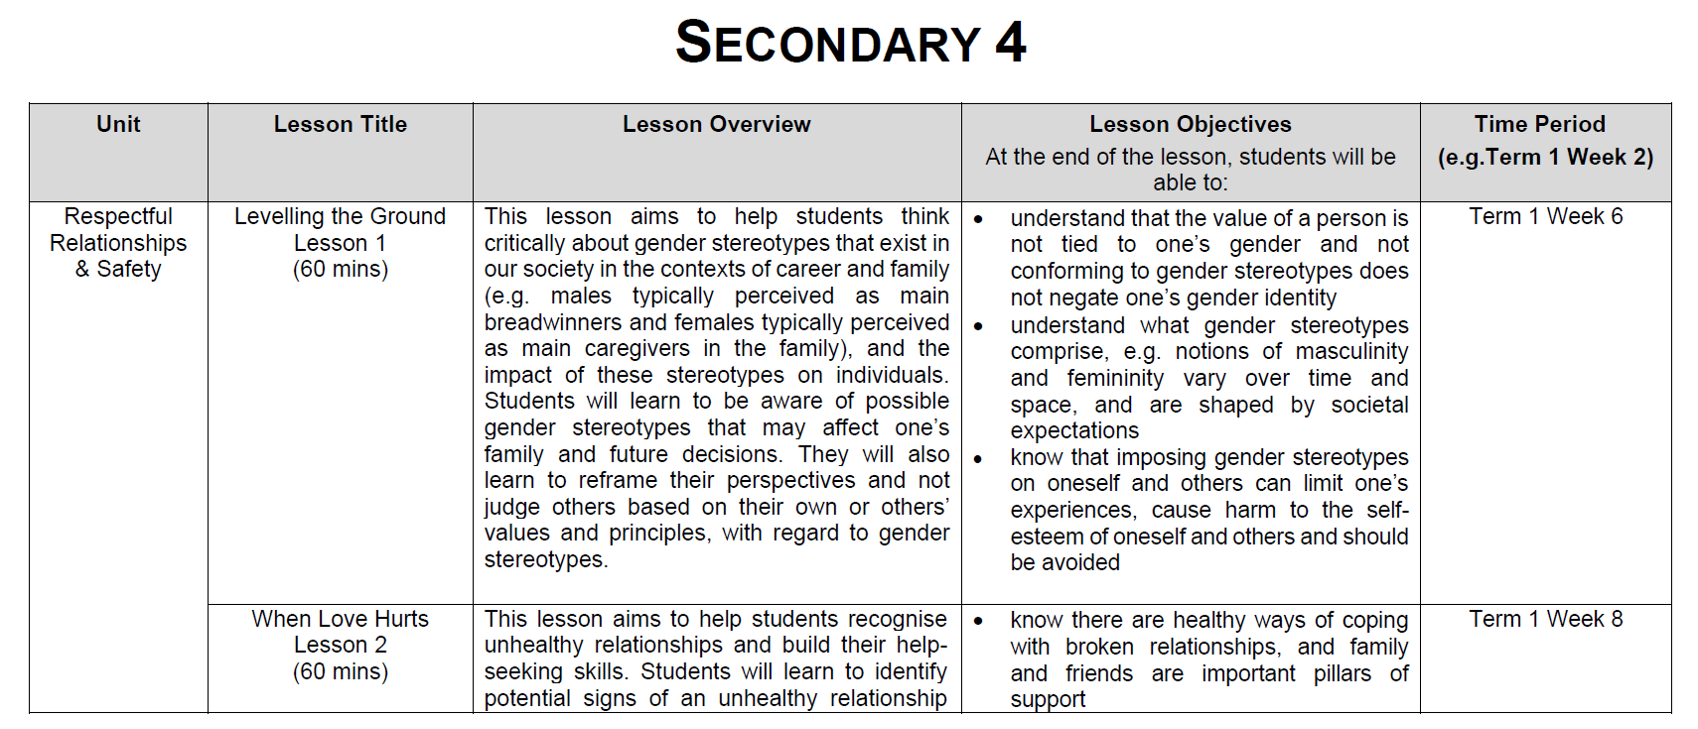 SECONDARY 4
Unit
Lesson Title
Lesson Overview
Lesson Objectives
At the end of the lesson, students will be
able to:
Time Period
(e.g.Term 1 Week 2)
Respectful
Relationships
& Safety
Levelling the Ground
Lesson 1
(60 mins)
This lesson aims to help students think
critically about gender stereotypes that exist in
our society in the contexts of career and family
(e.g. males typically perceived as main
breadwinners and females typically perceived
as main caregivers in the family), and the
impact of these stereotypes on individuals.
Students will learn to be aware of possible
gender stereotypes that may affect one's
family and future decisions. They will also
learn to reframe their perspectives and not
judge others based on their own or others'
values and principles, with regard to gender
stereotypes.
• understand that the value of a person is
not tied to one's gender and not
conforming to gender stereotypes does
not negate one's gender identity
• understand what gender stereotypes
comprise, e.g. notions of masculinity
and femininity vary over time and
space, and are shaped by societal
expectations
• know that imposing gender stereotypes
on oneself and others can limit one's
experiences, cause harm to the self-
esteem of oneself and others and should
be avoided
Term 1 Week 6
When Love Hurts
Lesson 2
(60 mins)
This lesson aims to help students recognise
unhealthy relationships and build their help-
seeking skills. Students will learn to identify
potential signs of an unhealthy relationship
• know there are healthy ways of coping
with broken relationships, and family
and friends are important pillars of
support
Term 1 Week 8